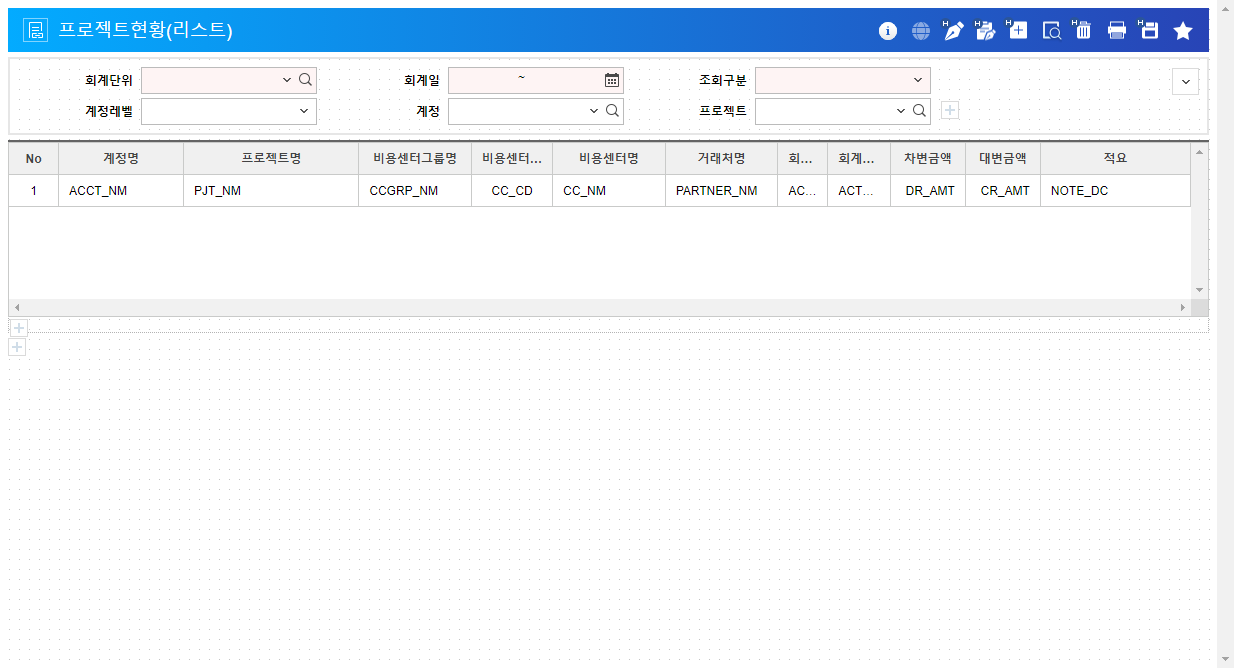 프로젝트현황(리스트)
H H H H H
회계단위 회계일 ~ 조회구분
계정레벨 계정 프로젝트
No 계정명 프로젝트명 비용센터그룹명 비용센터... 비용센터명 거래처명 회... 회계... 차변금액 대변금액 적요
1 ACCT_NM PJT_NM CCGRP_NM CC_CD CC_NM PARTNER_NM AC... ACT... DR_AMT CR_AMT NOTE_DC